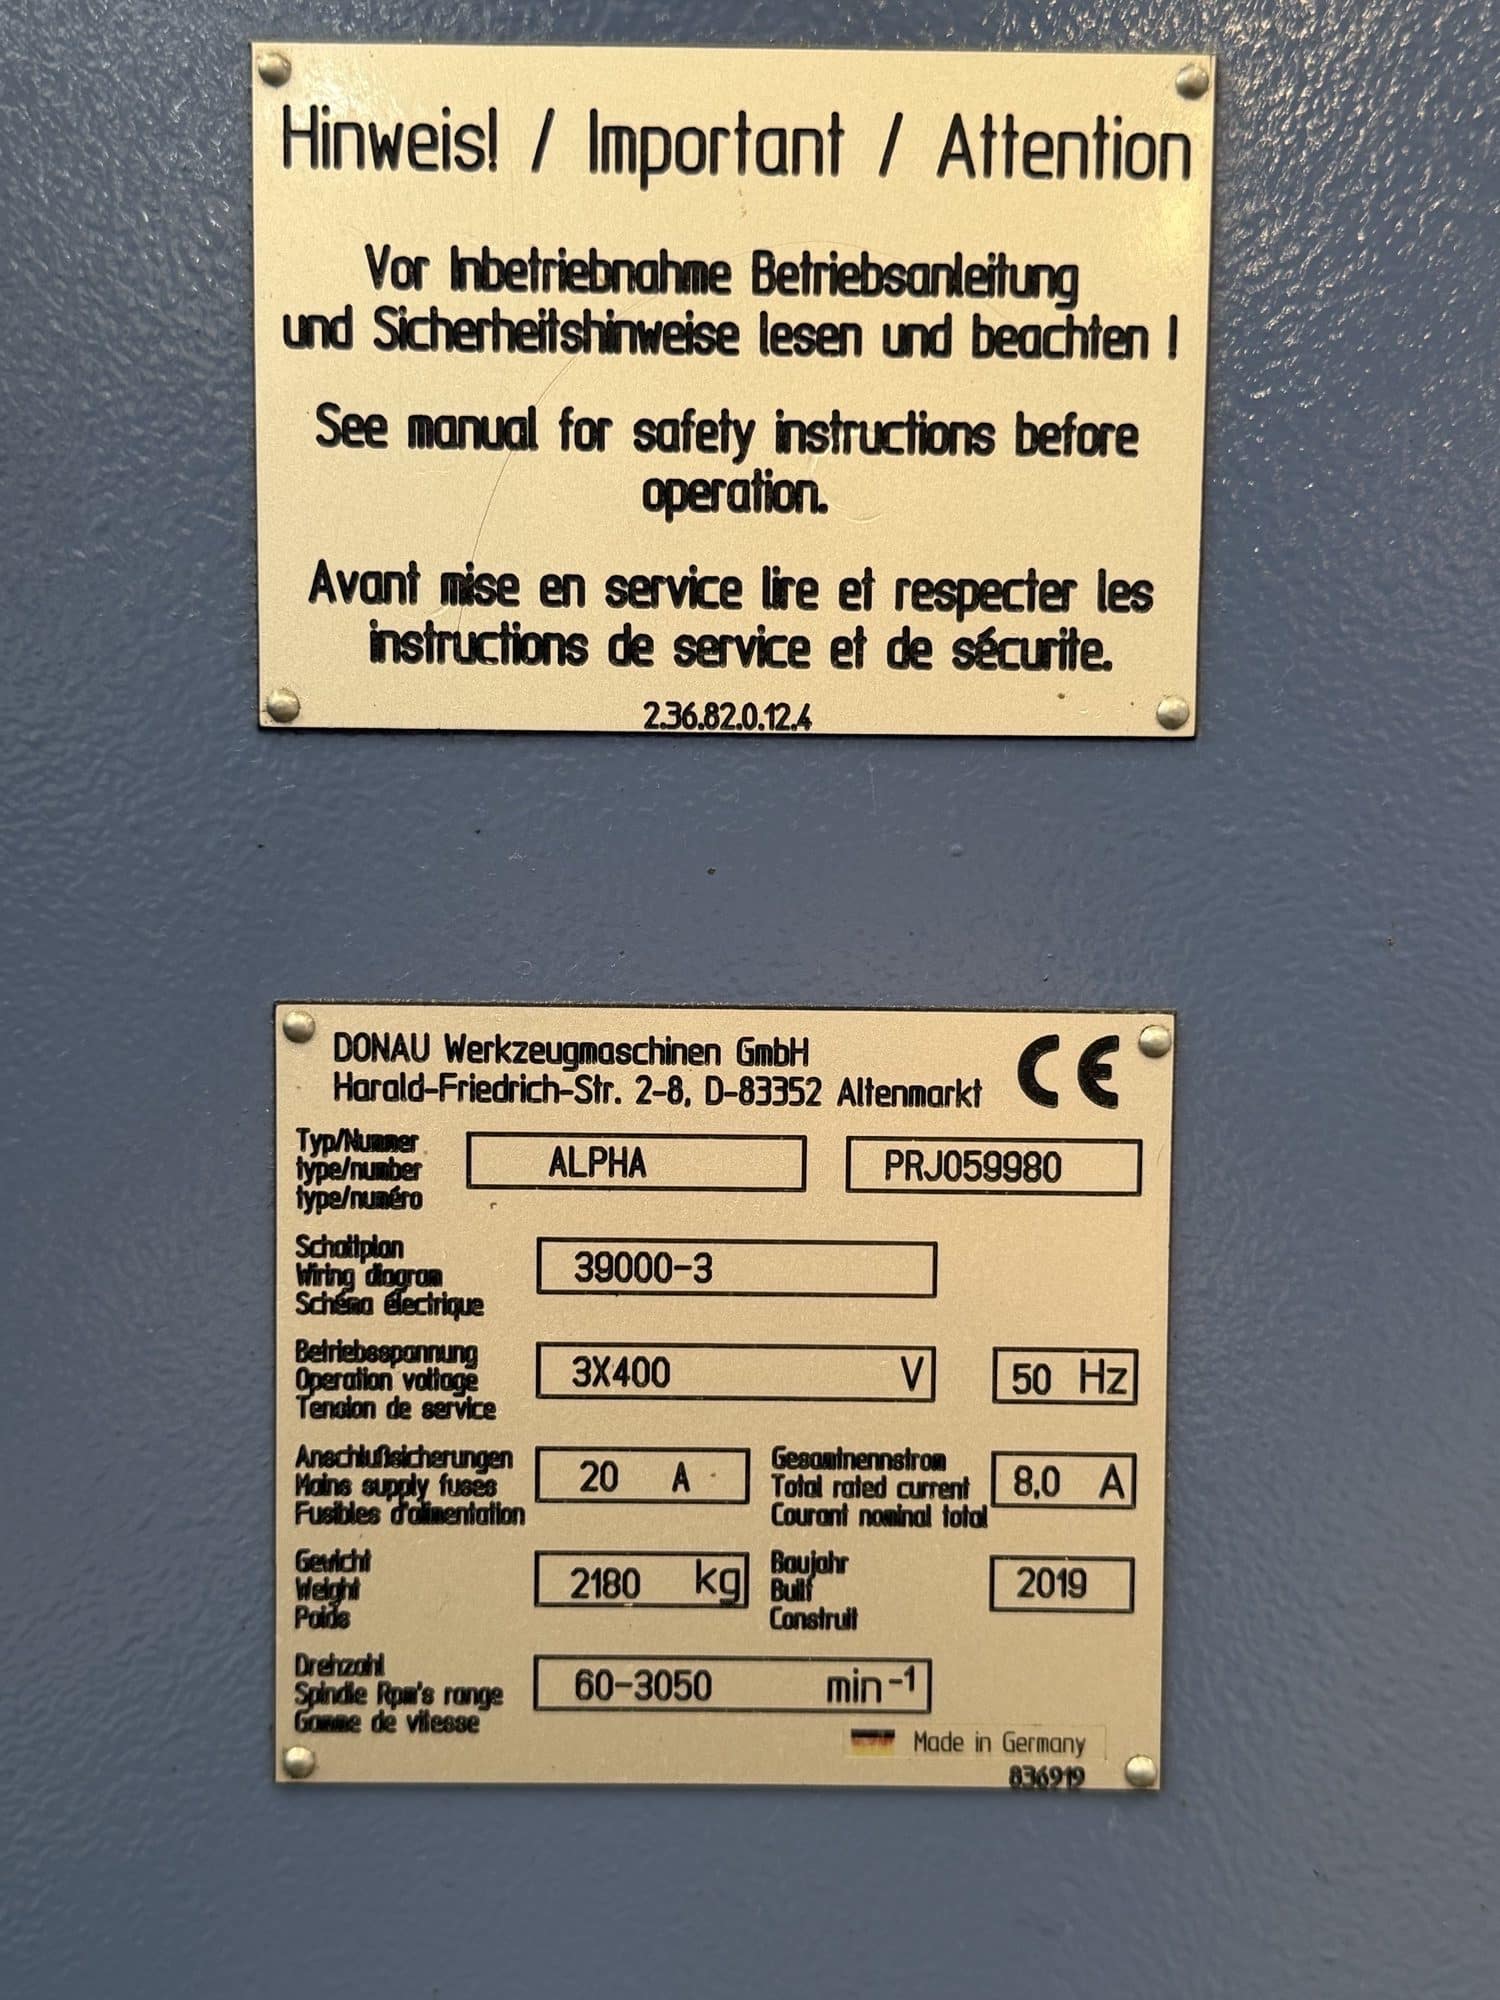 Hinweis! / Important / Attention
Vor Inbetriebnahme Betriebsanleitung
und Sicherheitshinweise lesen und beachten !
See manual for safety instructions before
operation.
Avant mise en service lire et respecter les
instructions de service et de sécurite.
2.36.82.0.12.4
DONAU Werkzeugmaschinen GmbH
Harald-Friedrich-Str. 2-8, D-83352 Altenmarkt
CE
Typ/Nummer
type/number
type/numéro
ALPHA
PRJ059980
Schaltplan
Wiring diagram
Schéma électrique
39000-3
Betriebsspannung
Operation voltage
Tension de service
3X400 V
50 Hz
Anschlußsicherungen
Mains supply fuses
Fusibles d'alimentation
20 A
Gesamtnennstrom
Total rated current
Courant nominal total
8,0 A
Gewicht
Weight
Poids
2180 kg
Baujahr
Built
Construit
2019
Drehzahl
Spindle Rpm's range
Gamme de vitesse
60-3050 min-1
Made in Germany
836919